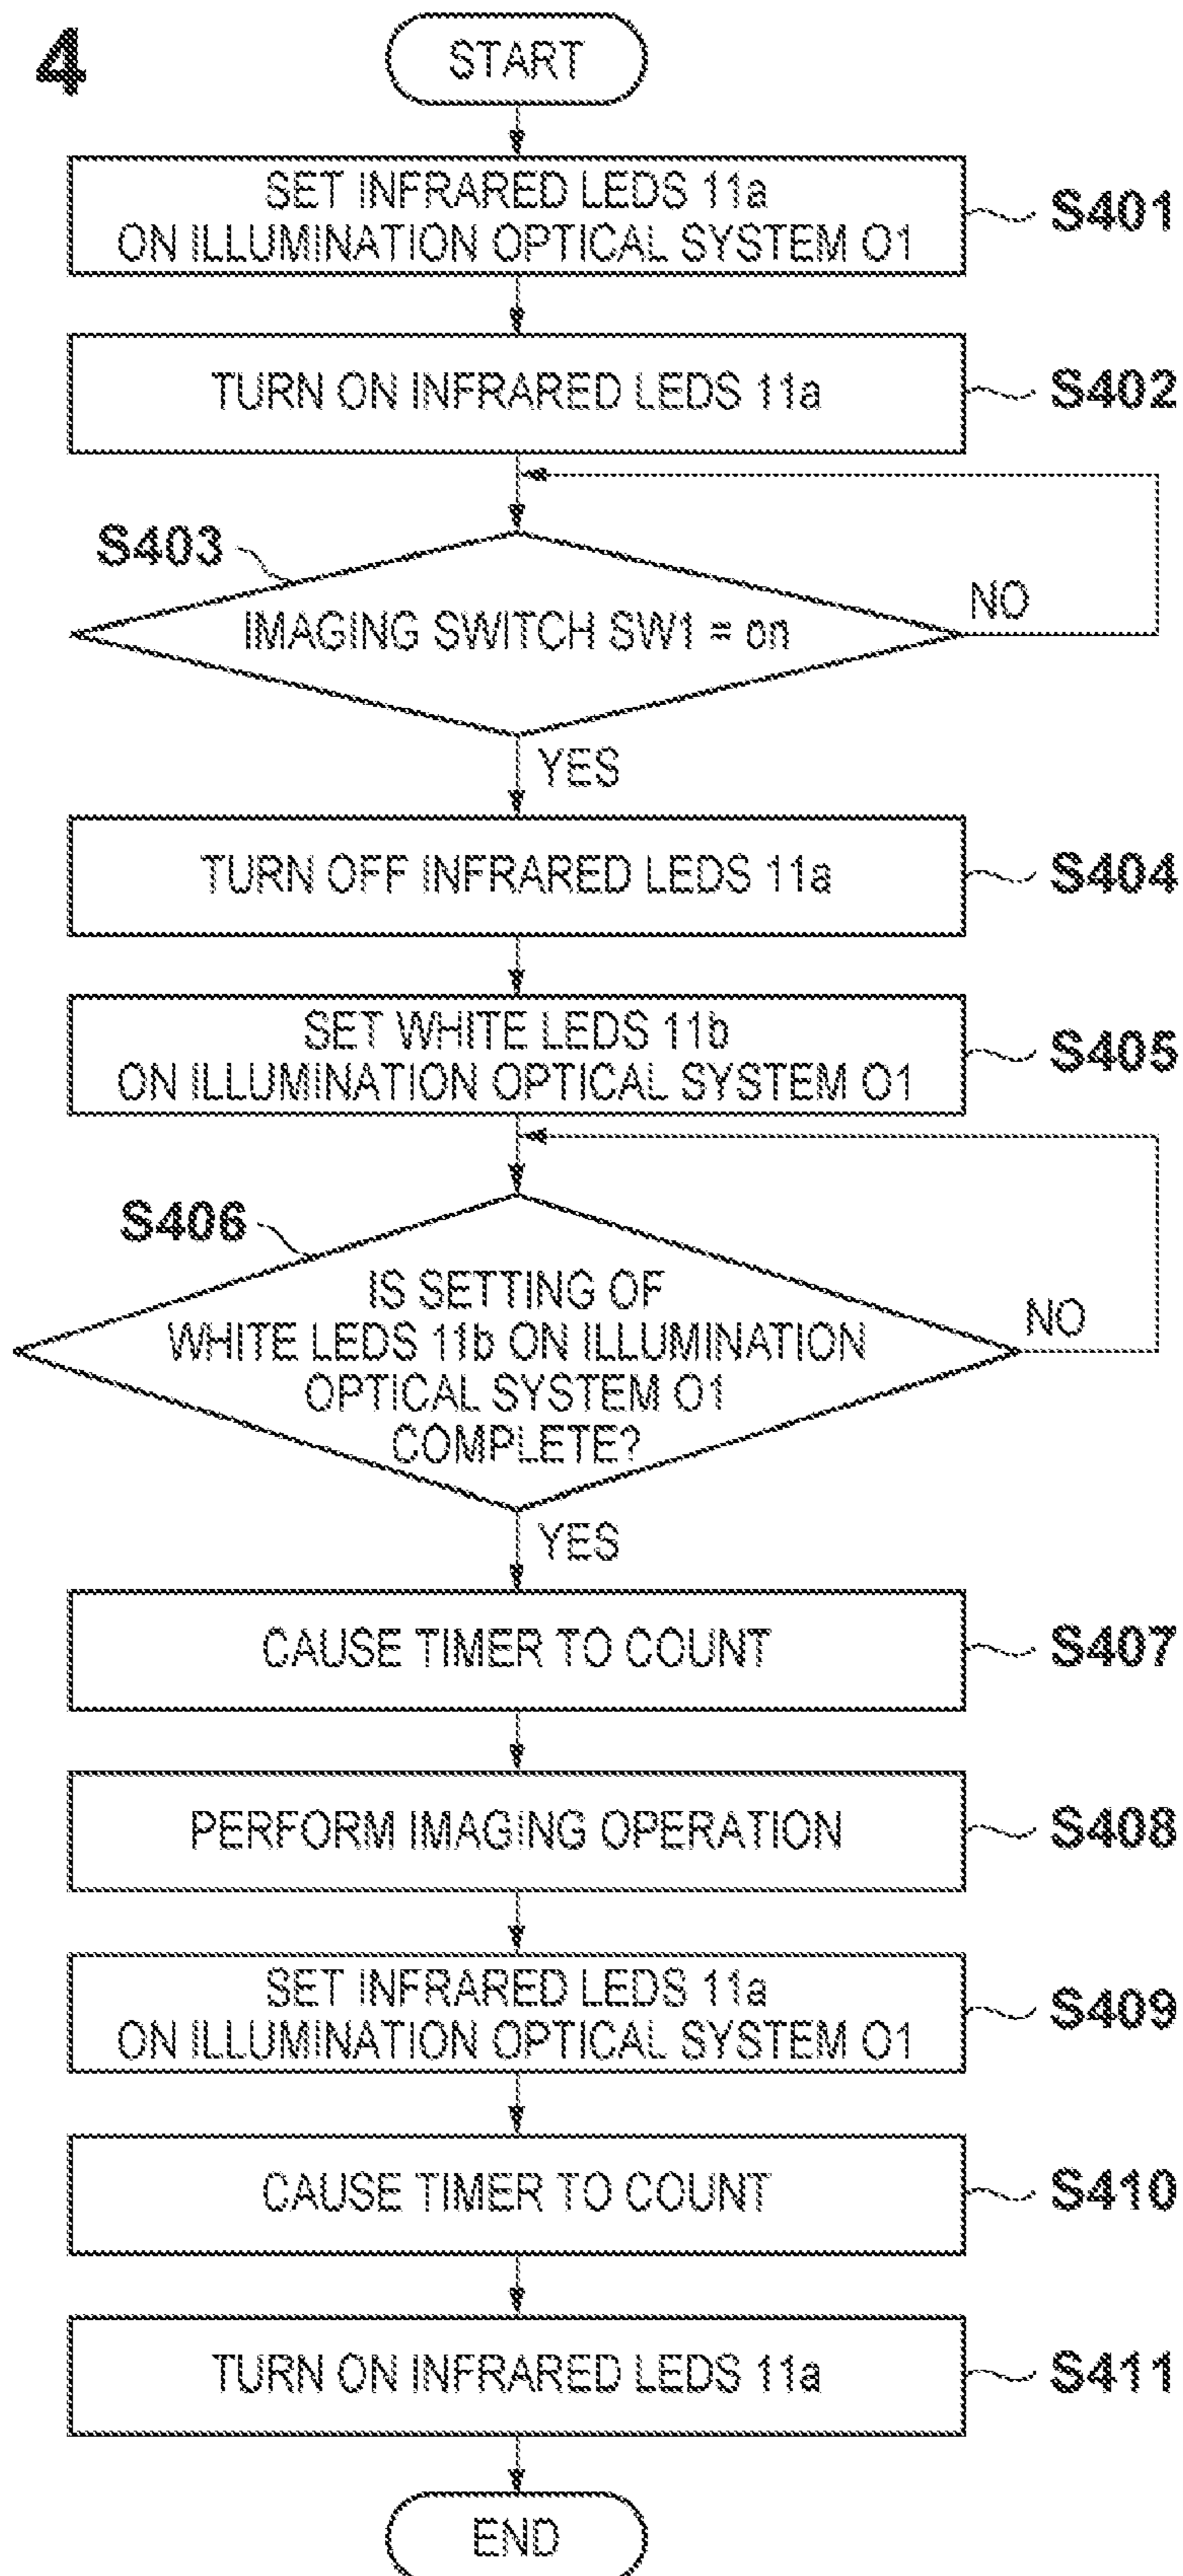 4
START
SET INFRARED LEDS 11a
ON ILLUMINATION OPTICAL SYSTEM O1
S401
TURN ON INFRARED LEDS 11a
S402
S403
IMAGING SWITCH SW1 = on
NO
YES
TURN OFF INFRARED LEDS 11a
S404
SET WHITE LEDS 11b
ON ILLUMINATION OPTICAL SYSTEM O1
S405
S406
IS SETTING OF
WHITE LEDS 11b ON ILLUMINATION
OPTICAL SYSTEM O1
COMPLETE?
NO
YES
CAUSE TIMER TO COUNT
S407
PERFORM IMAGING OPERATION
S408
SET INFRARED LEDS 11a
ON ILLUMINATION OPTICAL SYSTEM O1
S409
CAUSE TIMER TO COUNT
S410
TURN ON INFRARED LEDS 11a
S411
END